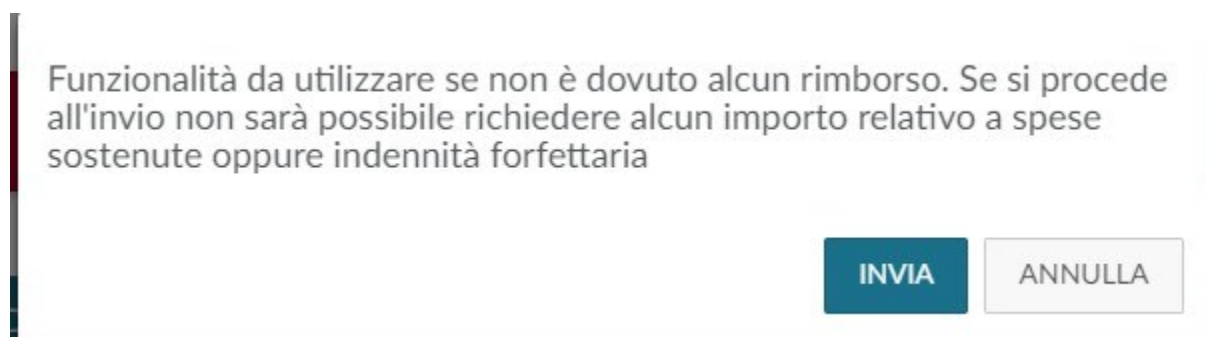 Funzionalità da utilizzare se non è dovuto alcun rimborso. Se si procede
all'invio non sarà possibile richiedere alcun importo relativo a spese
sostenute oppure indennità forfettaria
INVIA
ANNULLA